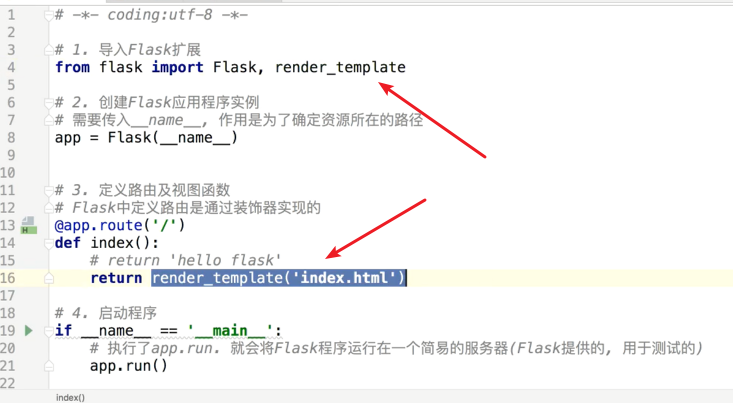 1 # -*- coding:utf-8 -*-
2
3 # 1. 导入Flask扩展
4 from flask import Flask, render_template
5
6 # 2. 创建Flask应用程序实例
7 # 需要传入__name__, 作用是为了确定资源所在的路径
8 app = Flask(__name__)
9
10
11 # 3. 定义路由及视图函数
12 # Flask中定义路由是通过装饰器实现的
13 @app.route('/')
14 def index():
15     # return 'hello flask'
16     return render_template('index.html')
17
18 # 4. 启动程序
19 if __name__ == '__main__':
20     # 执行了app.run. 就会将Flask程序运行在一个简易的服务器(Flask提供的, 用于测试的)
21     app.run()
22
index()